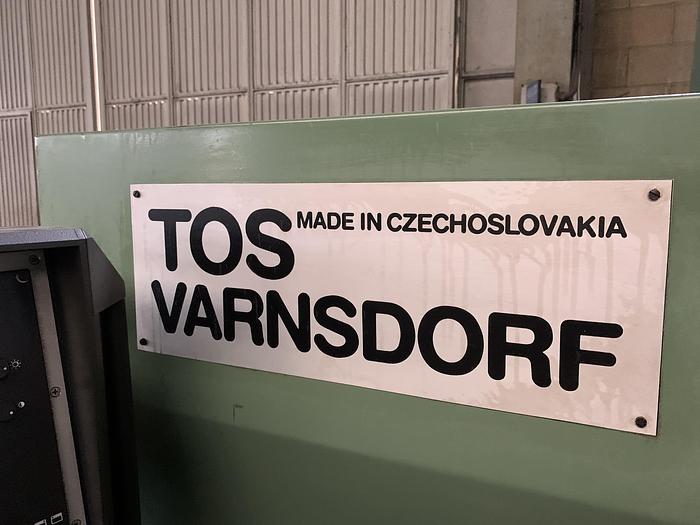 TOS MADE IN CZECHOSLOVAKIA
VARNSDORF